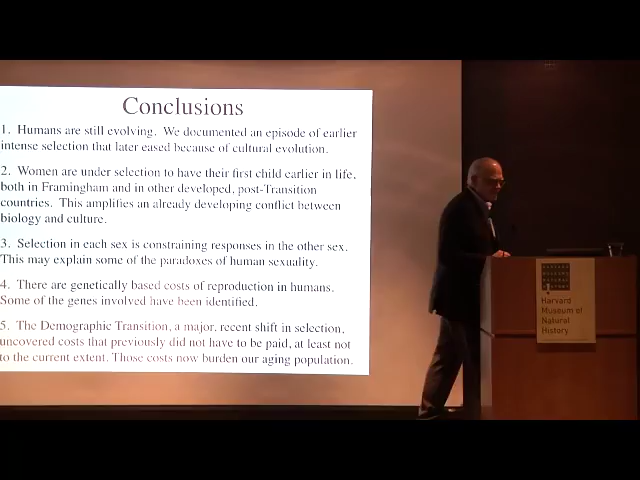 Conclusions
1. Humans are still evolving. We documented an episode of earlier
intense selection that later eased because of cultural evolution.
2. Women are under selection to have their first child earlier in life,
both in Framingham and in other developed, post-Transition
countries. This amplifies an already developing conflict between
biology and culture.
3. Selection in each sex is constraining responses in the other sex.
This may explain some of the paradoxes of human sexuality.
4. There are genetically based costs of reproduction in humans.
Some of the genes involved have been identified.
5. The Demographic Transition, a major, recent shift in selection,
uncovered costs that previously did not have to be paid, at least not
to the current extent. Those costs now burden our aging population.
Harvard
Museum of
Natural
History